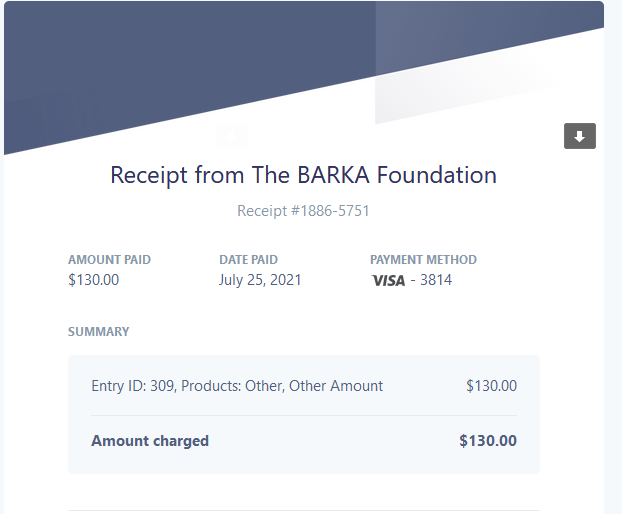 Receipt from The BARKA Foundation
Receipt #1886-5751
AMOUNT PAID DATE PAID PAYMENT METHOD
$130.00 July 25, 2021 VISA - 3814
SUMMARY
Entry ID: 309, Products: Other, Other Amount $130.00
Amount charged $130.00